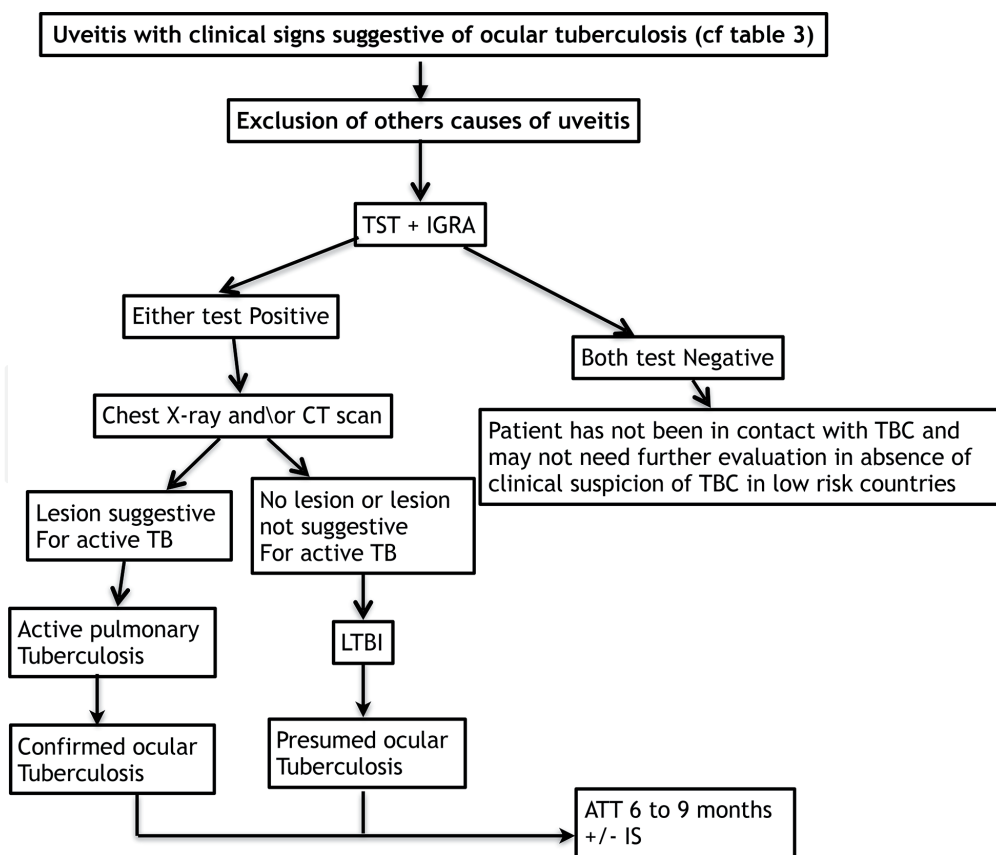 Uveitis with clinical signs suggestive of ocular tuberculosis (cf table 3)
Exclusion of others causes of uveitis
TST + IGRA
Either test Positive
Both test Negative
Chest X-ray and\or CT scan
Patient has not been in contact with TBC and
may not need further evaluation in absence of
clinical suspicion of TBC in low risk countries
Lesion suggestive
For active TB
No lesion or lesion
not suggestive
For active TB
Active pulmonary
Tuberculosis
LTBI
Confirmed ocular
Tuberculosis
Presumed ocular
Tuberculosis
ATT 6 to 9 months
+/- IS